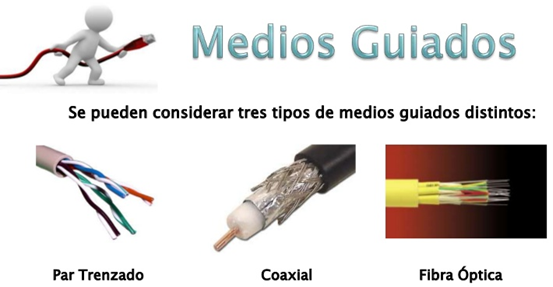 Medios Guiados
Se pueden considerar tres tipos de medios guiados distintos:
Par Trenzado
Coaxial
Fibra Óptica